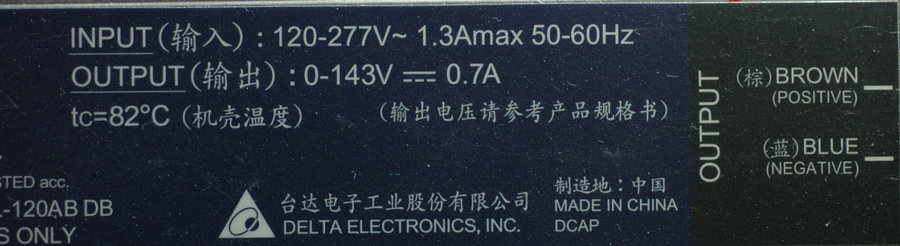 INPUT(输入) : 120-277V~ 1.3Amax 50-60Hz
OUTPUT(输出) : 0-143V⎓ 0.7A
tc=82°C (机壳温度) (输出电压请参考产品规格书)
OUTPUT
(棕) BROWN
(POSITIVE)
(蓝) BLUE
(NEGATIVE)
STED acc.
-120AB DB
S ONLY
台达电子工业股份有限公司
DELTA ELECTRONICS, INC.
制造地：中国
MADE IN CHINA
DCAP